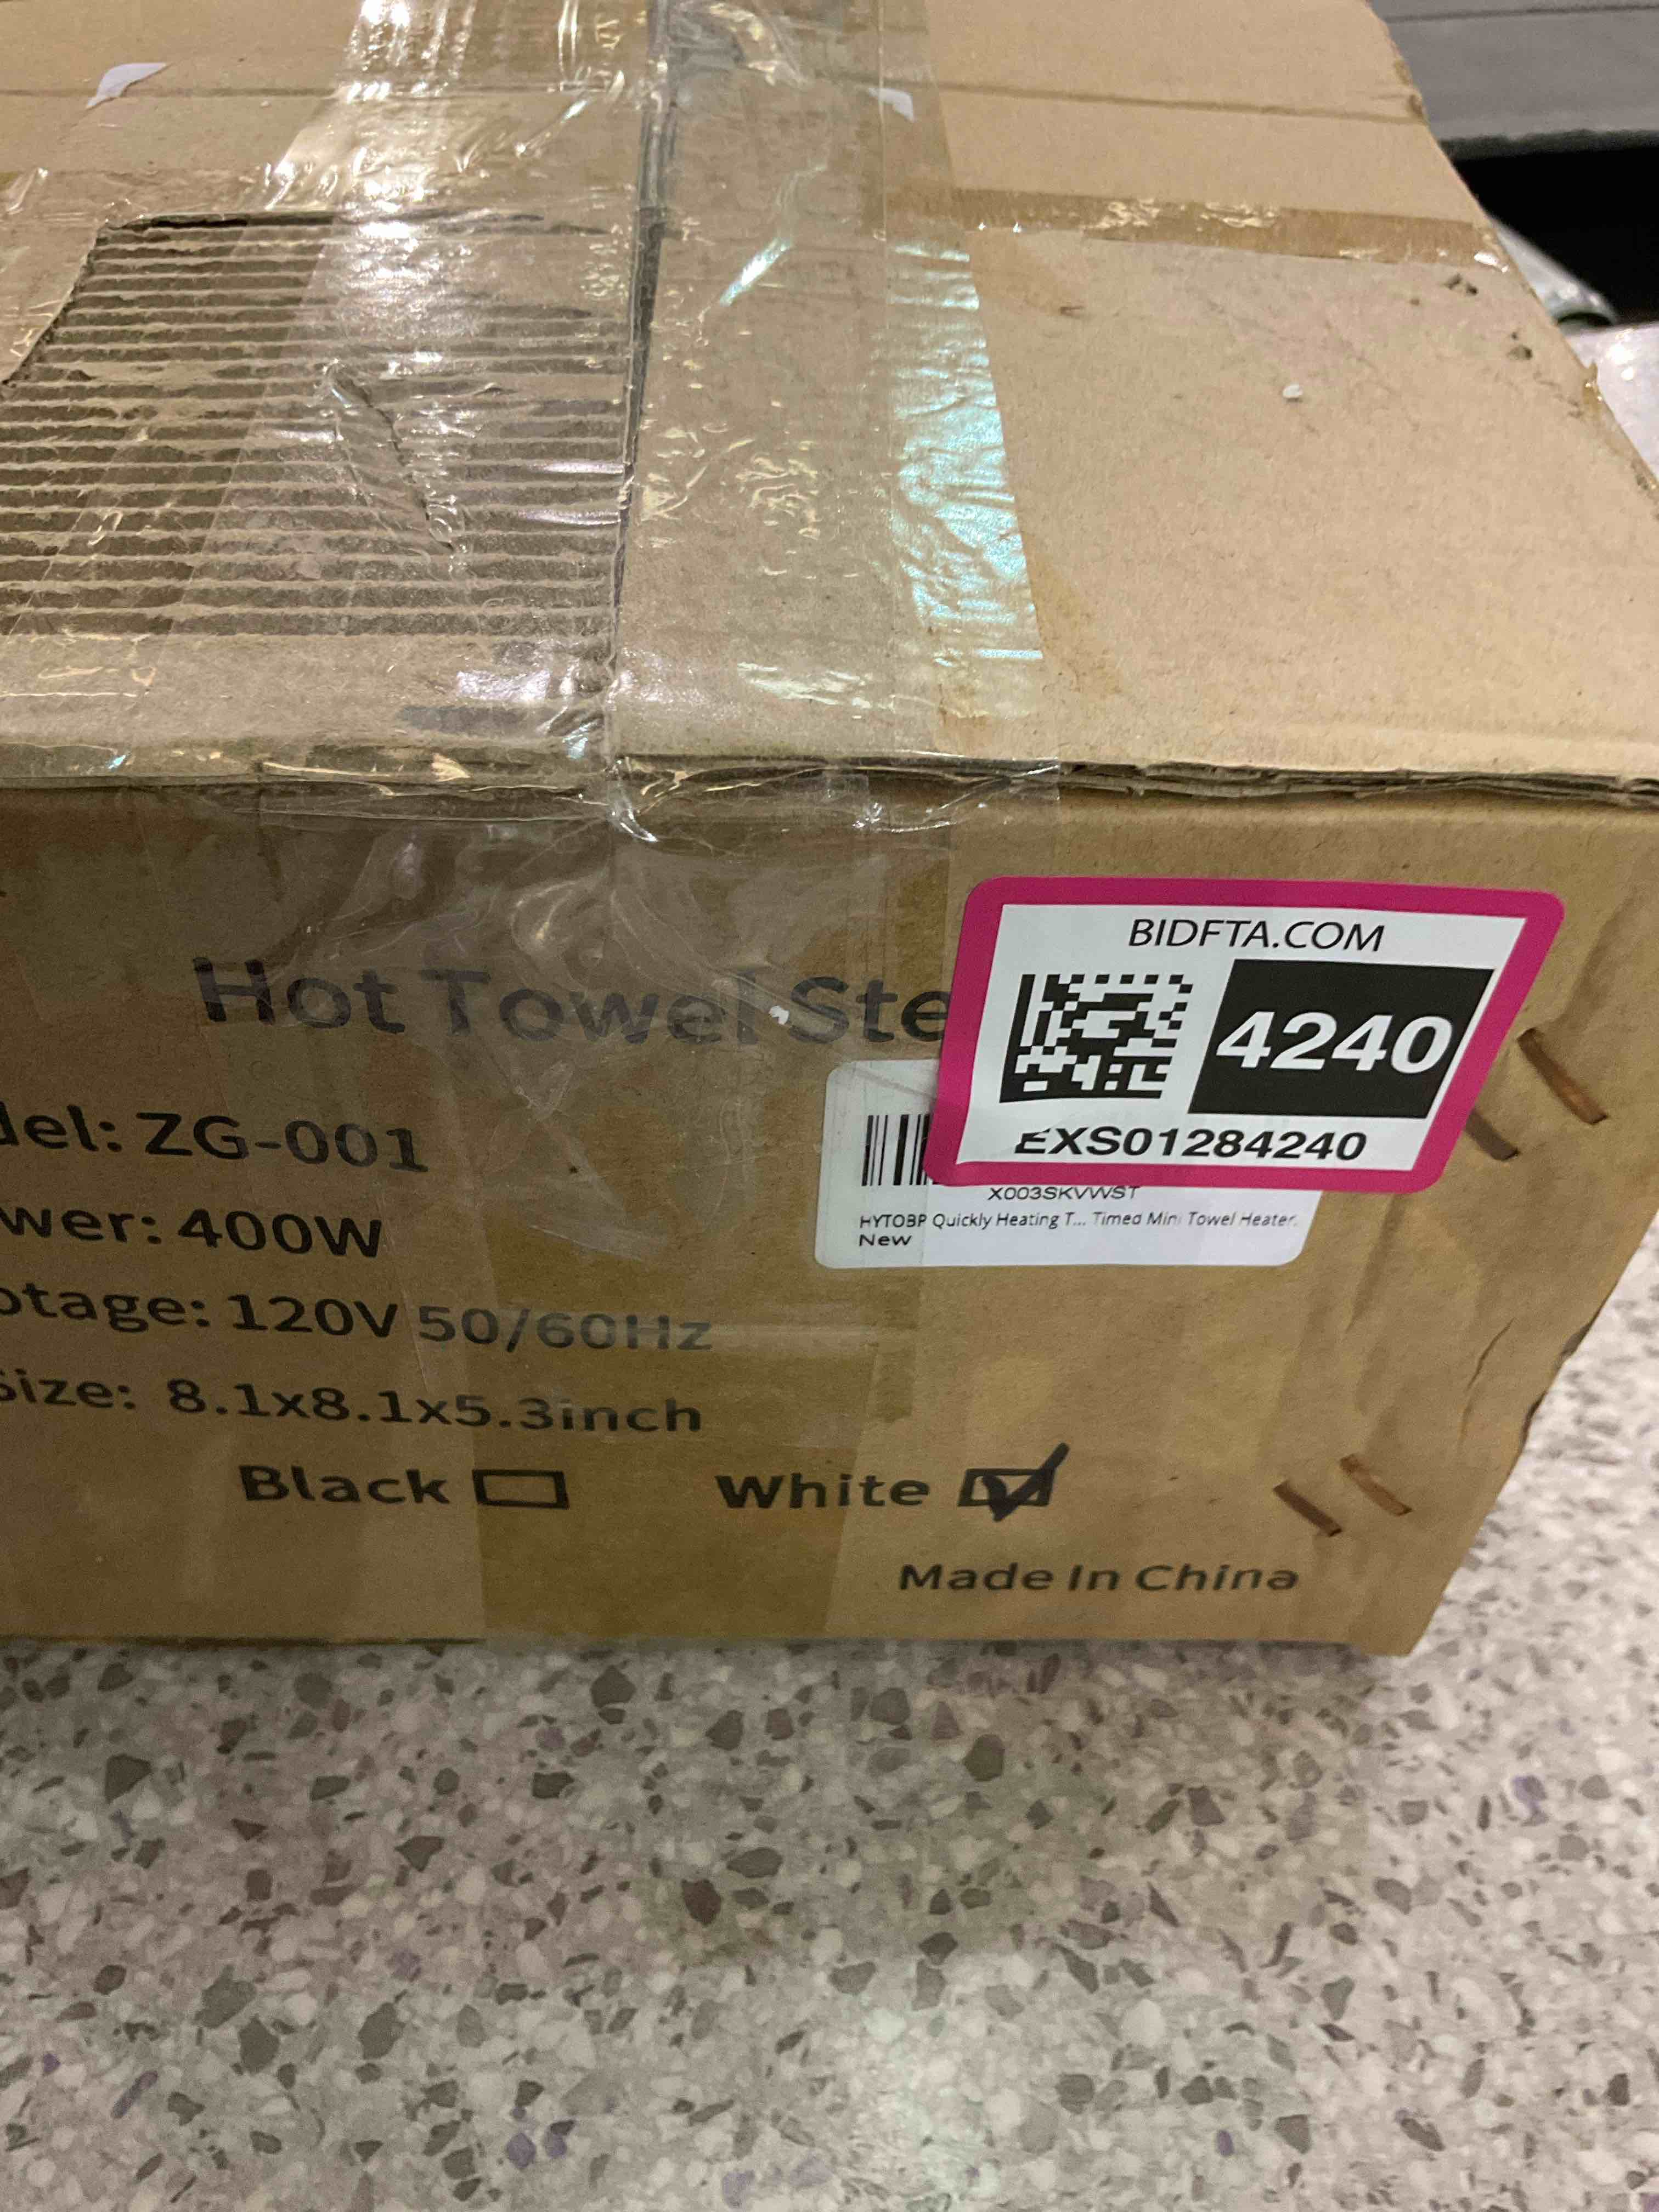 Hot Towel Ste
BIDFTA.COM
4240
EXS01284240
del: ZG-001
X003SKVWST
HYTOBP Quickly Heating T... Timed Mini Towel Heater.
New
wer: 400W
otage: 120V 50/60Hz
Size: 8.1x8.1x5.3inch
Black White
Made In China